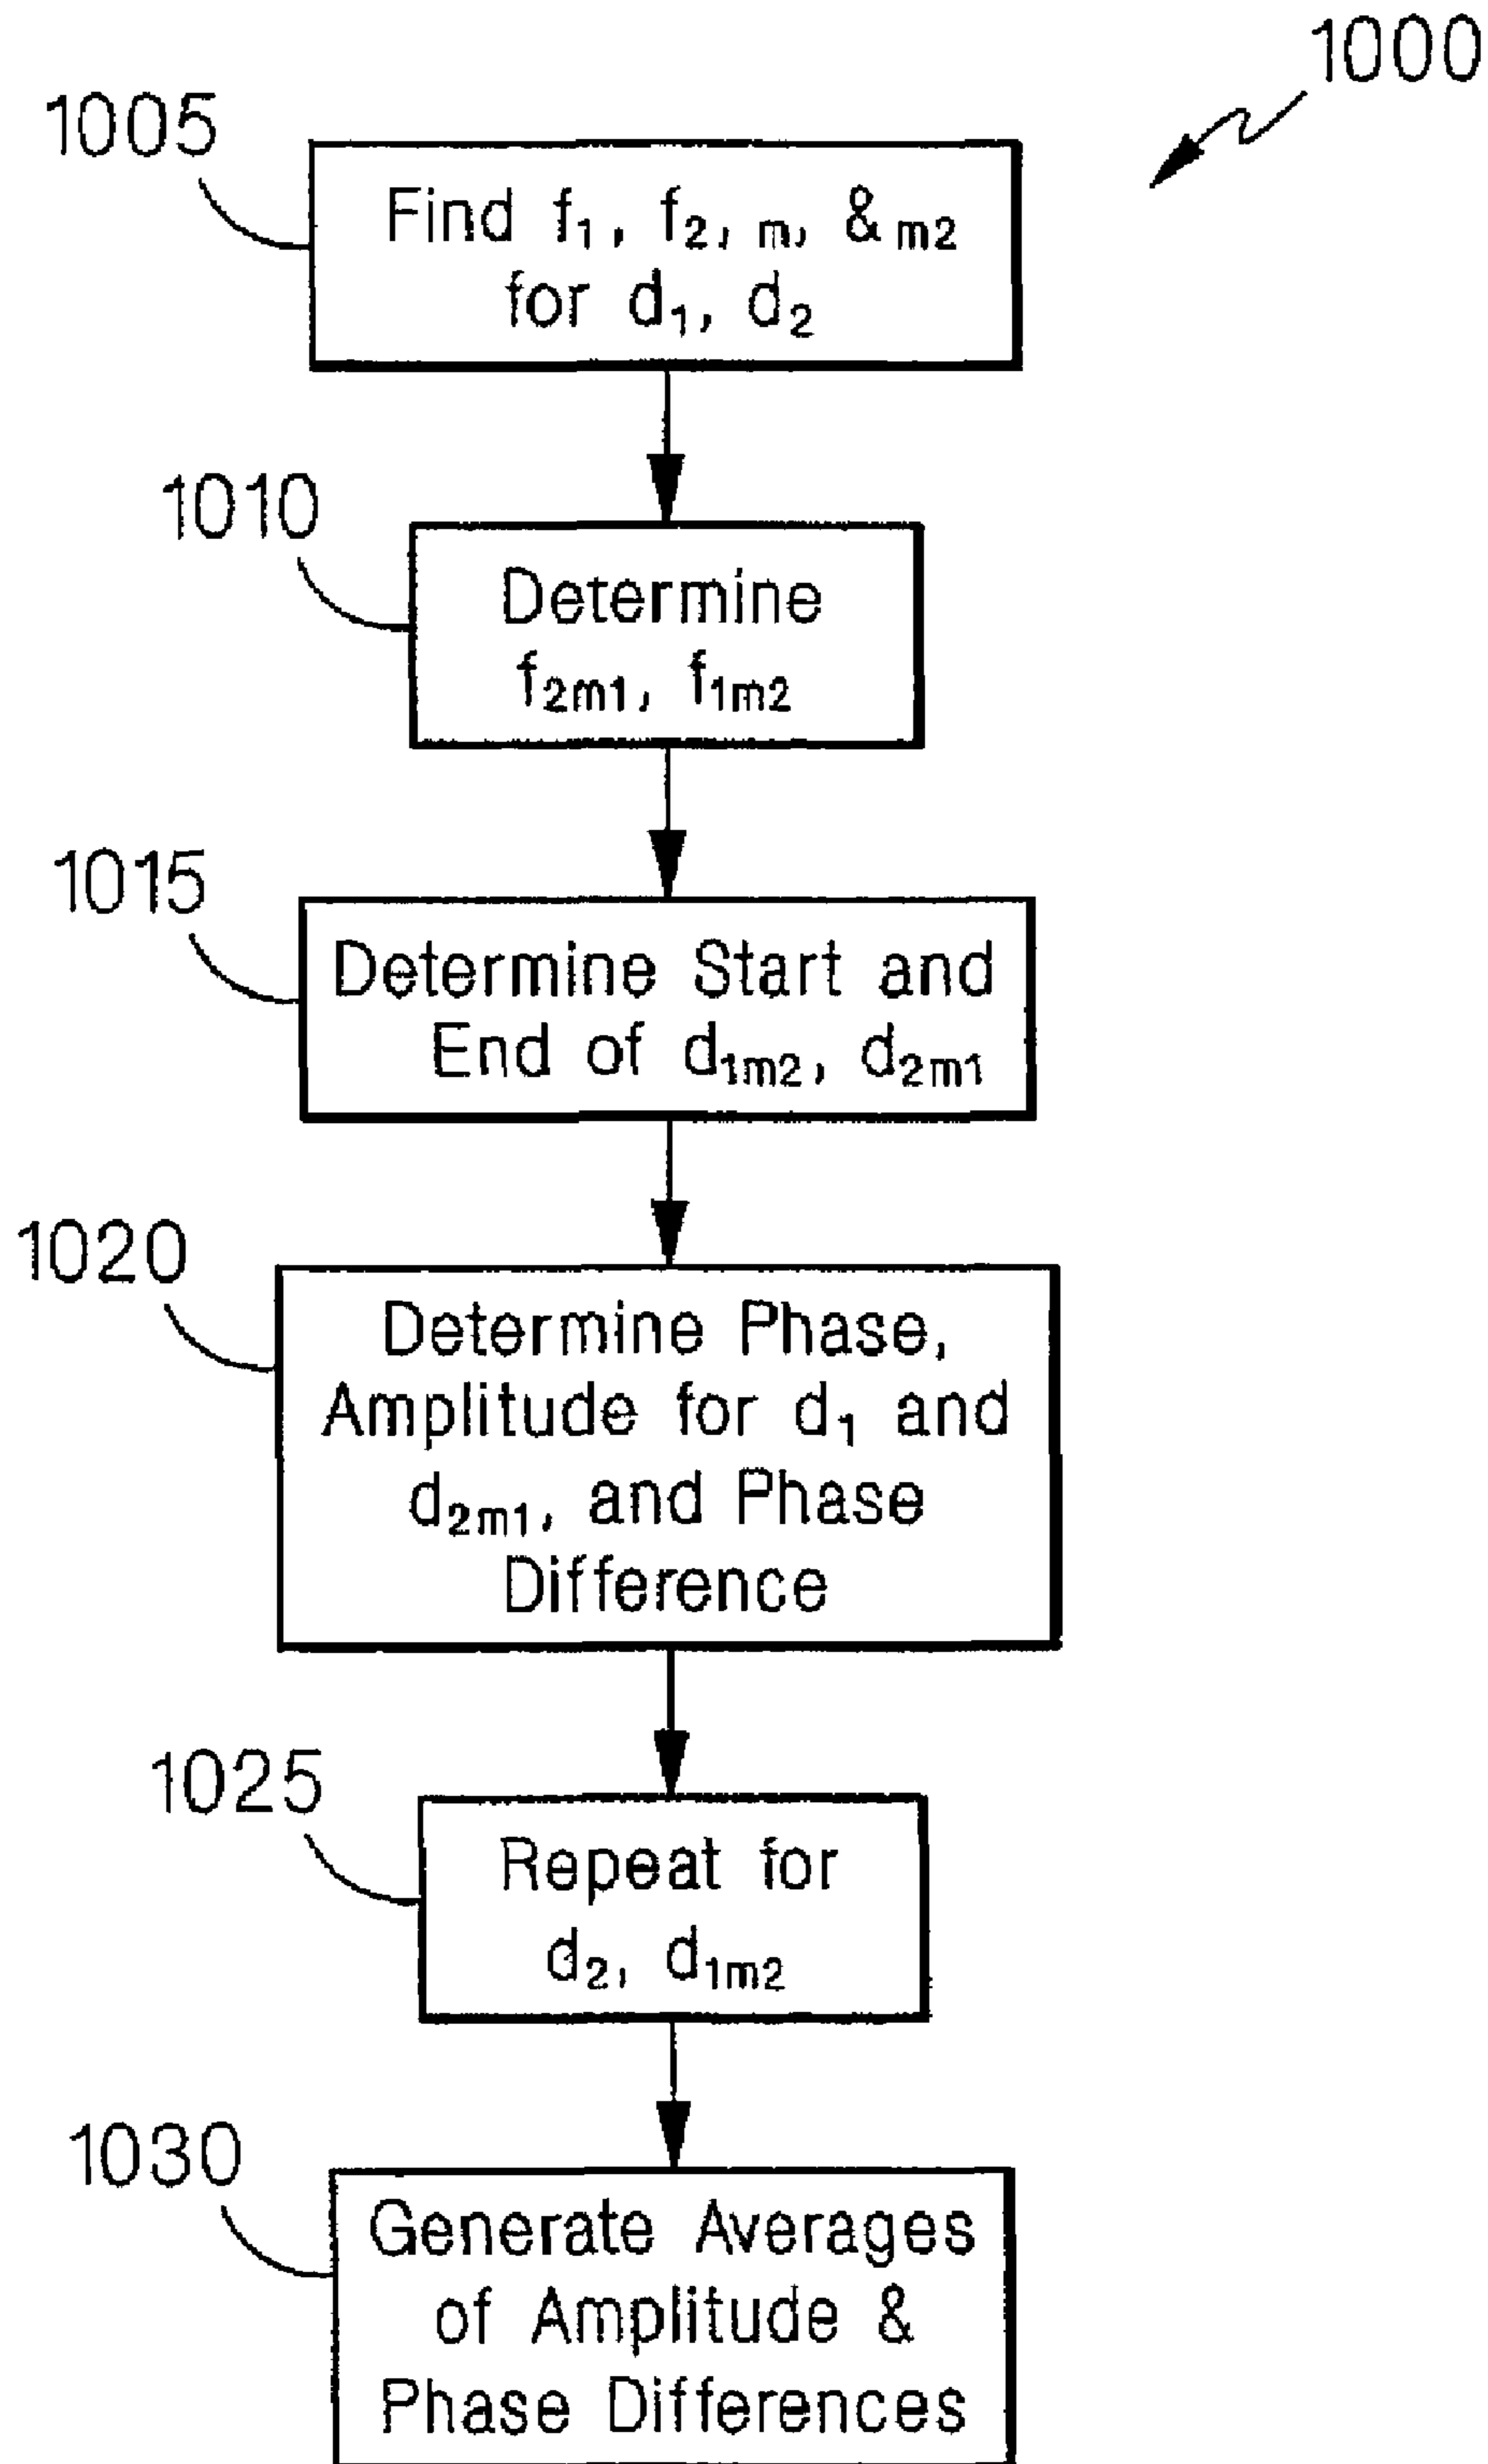 1000
1005
Find f₁, f₂, ₘ, & ₘ₂
for d₁, d₂
1010
Determine
f₂ₘ₁, f₁ₘ₂
1015
Determine Start and
End of d₁ₘ₂, d₂ₘ₁
1020
Determine Phase,
Amplitude for d₁ and
d₂ₘ₁, and Phase
Difference
1025
Repeat for
d₂, d₁ₘ₂
1030
Generate Averages
of Amplitude &
Phase Differences